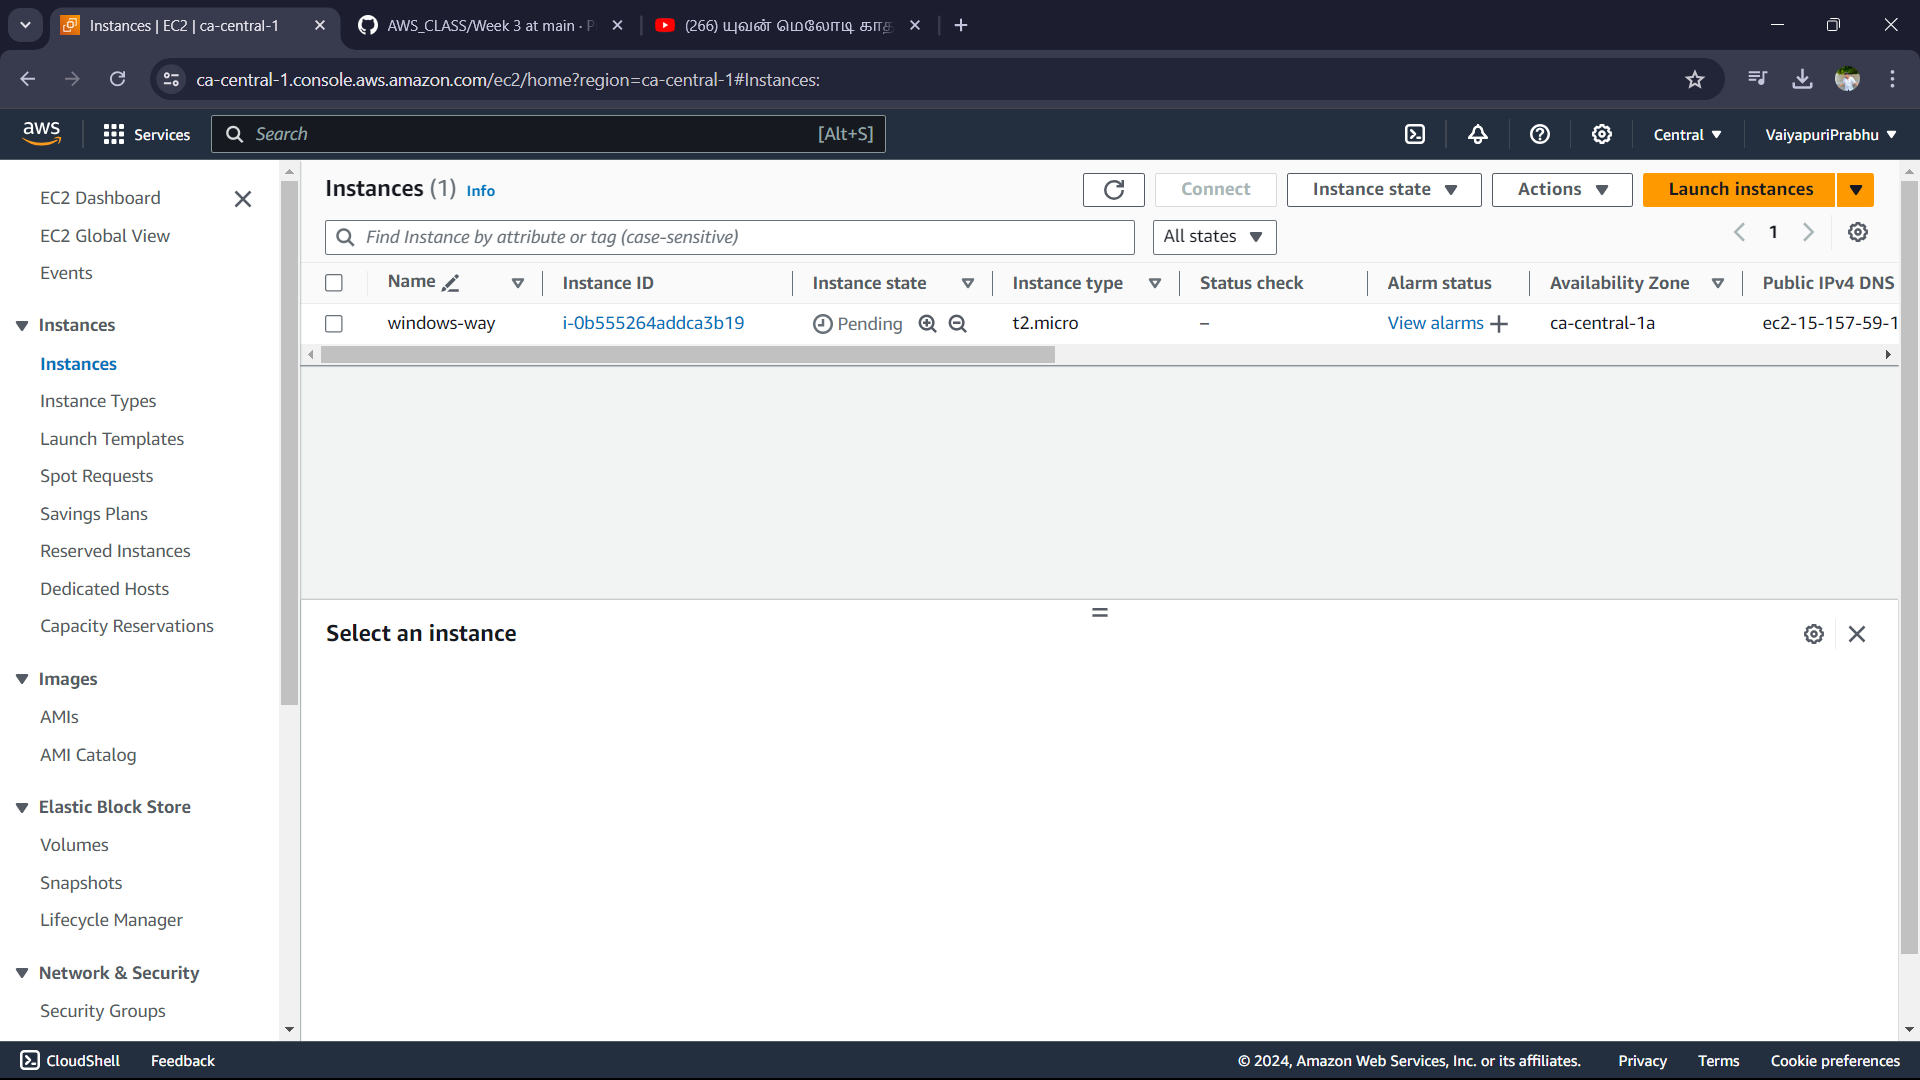 Instances | EC2 | ca-central-1
AWS_CLASS/Week 3 at main · P
(266) யுவன் மெலோடி காத
ca-central-1.console.aws.amazon.com/ec2/home?region=ca-central-1#Instances:
aws
Services
Search
[Alt+S]
Central
VaiyapuriPrabhu
EC2 Dashboard
EC2 Global View
Events
Instances
Instances
Instance Types
Launch Templates
Spot Requests
Savings Plans
Reserved Instances
Dedicated Hosts
Capacity Reservations
Images
AMIs
AMI Catalog
Elastic Block Store
Volumes
Snapshots
Lifecycle Manager
Network & Security
Security Groups
Instances (1) Info
Connect
Instance state
Actions
Launch instances
Find Instance by attribute or tag (case-sensitive)
All states
1
Name Instance ID Instance state Instance type Status check Alarm status Availability Zone Public IPv4 DNS
windows-way i-0b555264addca3b19 Pending t2.micro – View alarms ca-central-1a ec2-15-157-59-1
Select an instance
CloudShell Feedback © 2024, Amazon Web Services, Inc. or its affiliates. Privacy Terms Cookie preferences